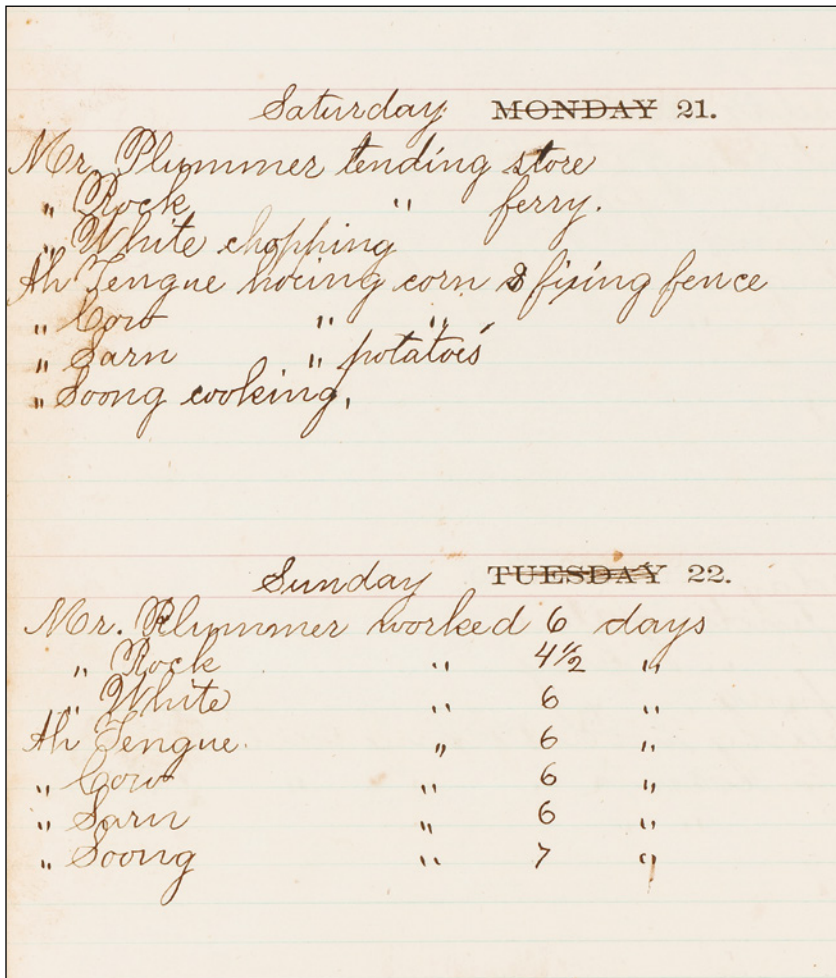 Saturday MONDAY 21.
Mr. Plummer tending store
" Rock " ferry.
" White chopping
Ah Tengue hoeing corn & fixing fence
" Cow " "
" Sarn " potatoes
" Soong cooking.
Sunday TUESDAY 22.
Mr. Plummer worked 6 days
" Rock " 4 1/2 "
" White " 6 "
Ah Tengue " 6 "
" Cow " 6 "
" Sarn " 6 "
" Soong " 7 "